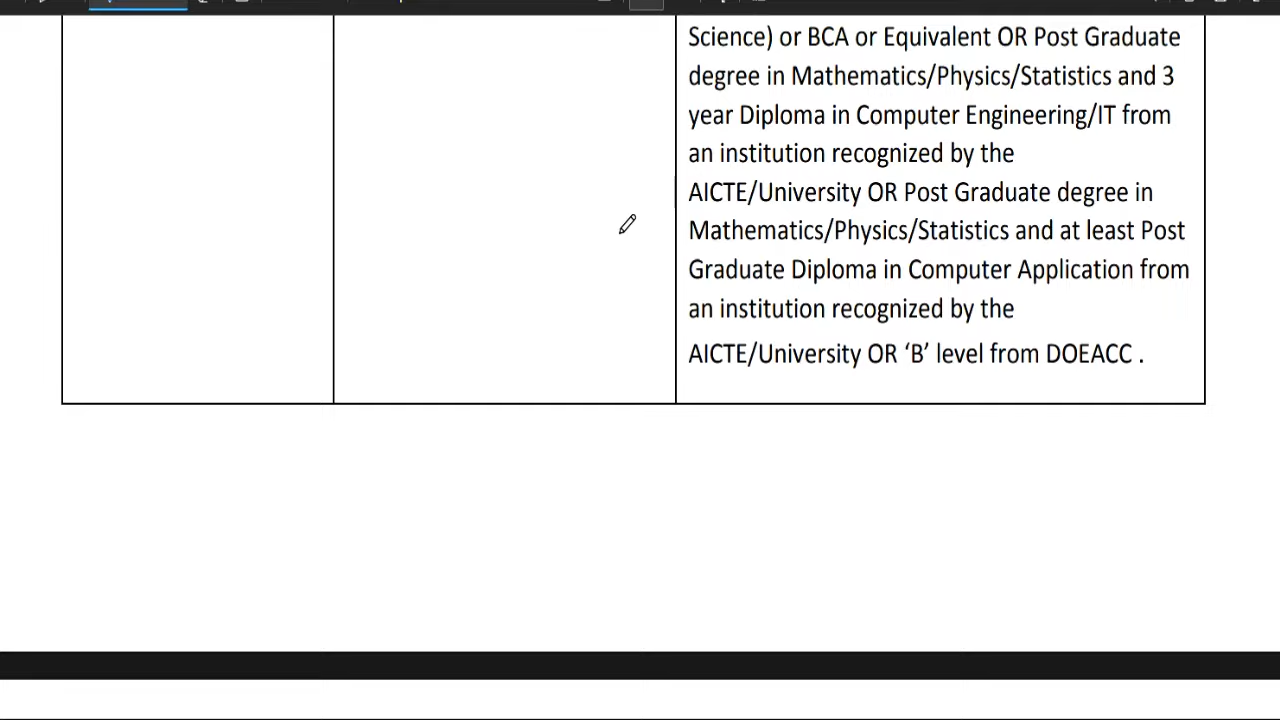 Science) or BCA or Equivalent OR Post Graduate
degree in Mathematics/Physics/Statistics and 3
year Diploma in Computer Engineering/IT from
an institution recognized by the
AICTE/University OR Post Graduate degree in
Mathematics/Physics/Statistics and at least Post
Graduate Diploma in Computer Application from
an institution recognized by the
AICTE/University OR ‘B’ level from DOEACC .